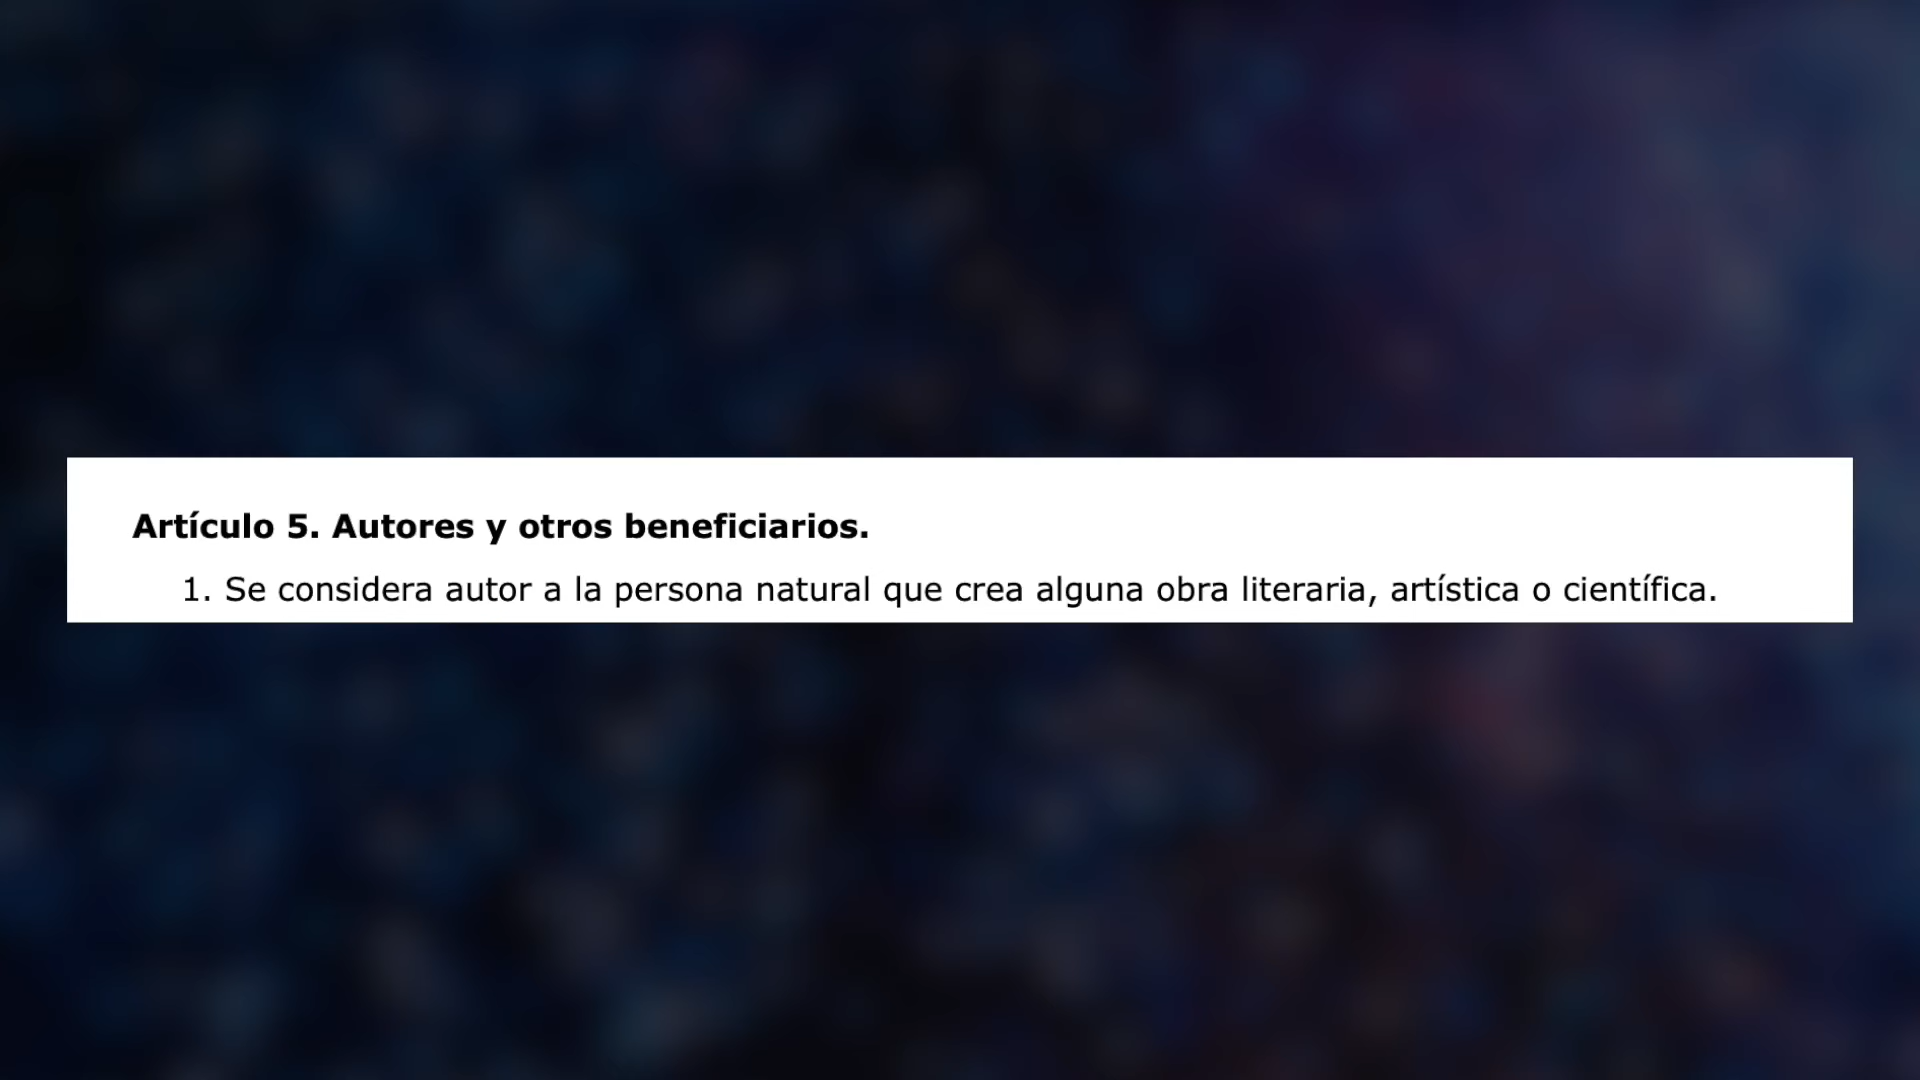 Artículo 5. Autores y otros beneficiarios.
1. Se considera autor a la persona natural que crea alguna obra literaria, artística o científica.